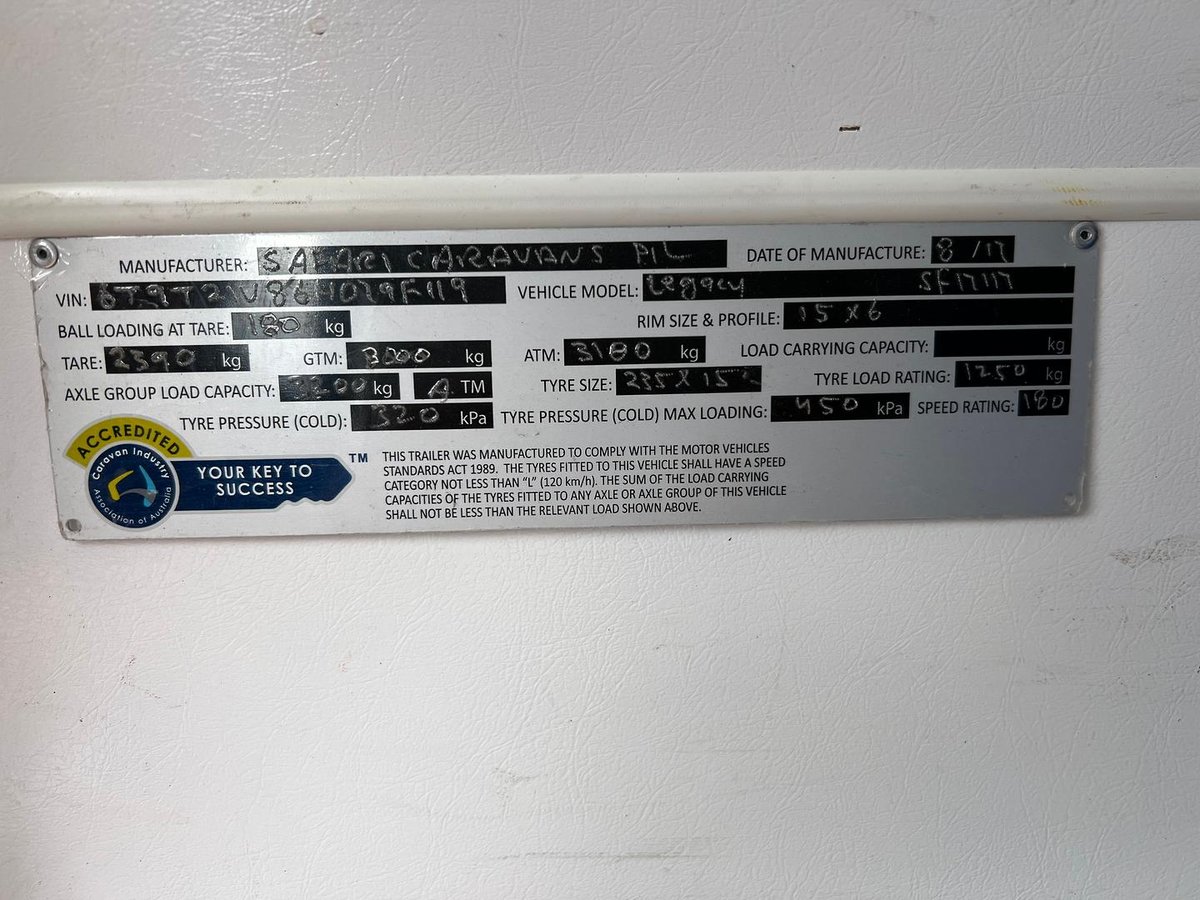 MANUFACTURER: SAFARI CARAVANS P/L DATE OF MANUFACTURE: 8/17
VIN: VEHICLE MODEL: Legacy SF17117
BALL LOADING AT TARE: 180 kg RIM SIZE & PROFILE: 15 X 6
TARE: 2390 kg GTM: 3000 kg ATM: 3180 kg LOAD CARRYING CAPACITY: kg
AXLE GROUP LOAD CAPACITY: 3200 kg A TM TYRE SIZE: 235 X 15 TYRE LOAD RATING: 1250 kg
TYRE PRESSURE (COLD): 320 kPa TYRE PRESSURE (COLD) MAX LOADING: 450 kPa SPEED RATING: 180
ACCREDITED
Caravan Industry
Association of Australia
YOUR KEY TO
SUCCESS
TM
THIS TRAILER WAS MANUFACTURED TO COMPLY WITH THE MOTOR VEHICLES
STANDARDS ACT 1989. THE TYRES FITTED TO THIS VEHICLE SHALL HAVE A SPEED
CATEGORY NOT LESS THAN "L" (120 km/h). THE SUM OF THE LOAD CARRYING
CAPACITIES OF THE TYRES FITTED TO ANY AXLE OR AXLE GROUP OF THIS VEHICLE
SHALL NOT BE LESS THAN THE RELEVANT LOAD SHOWN ABOVE.